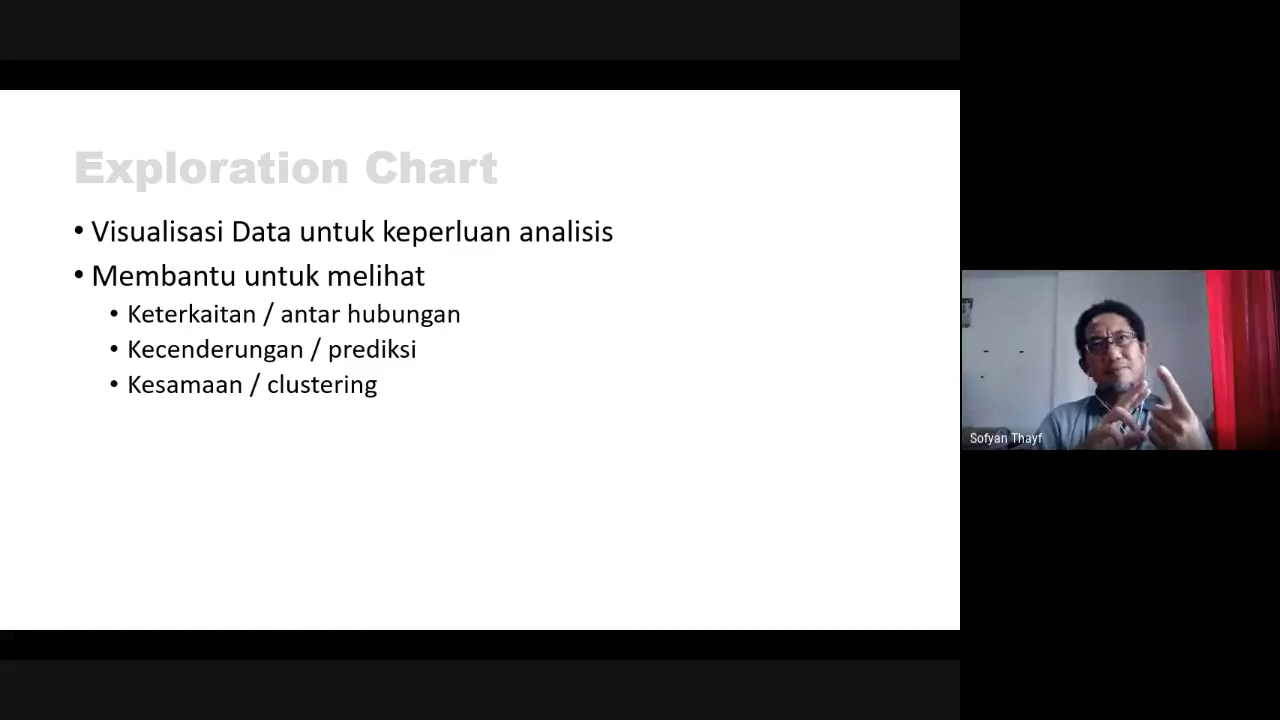 Exploration Chart
• Visualisasi Data untuk keperluan analisis
• Membantu untuk melihat
• Keterkaitan / antar hubungan
• Kecenderungan / prediksi
• Kesamaan / clustering
Sofyan Thayf